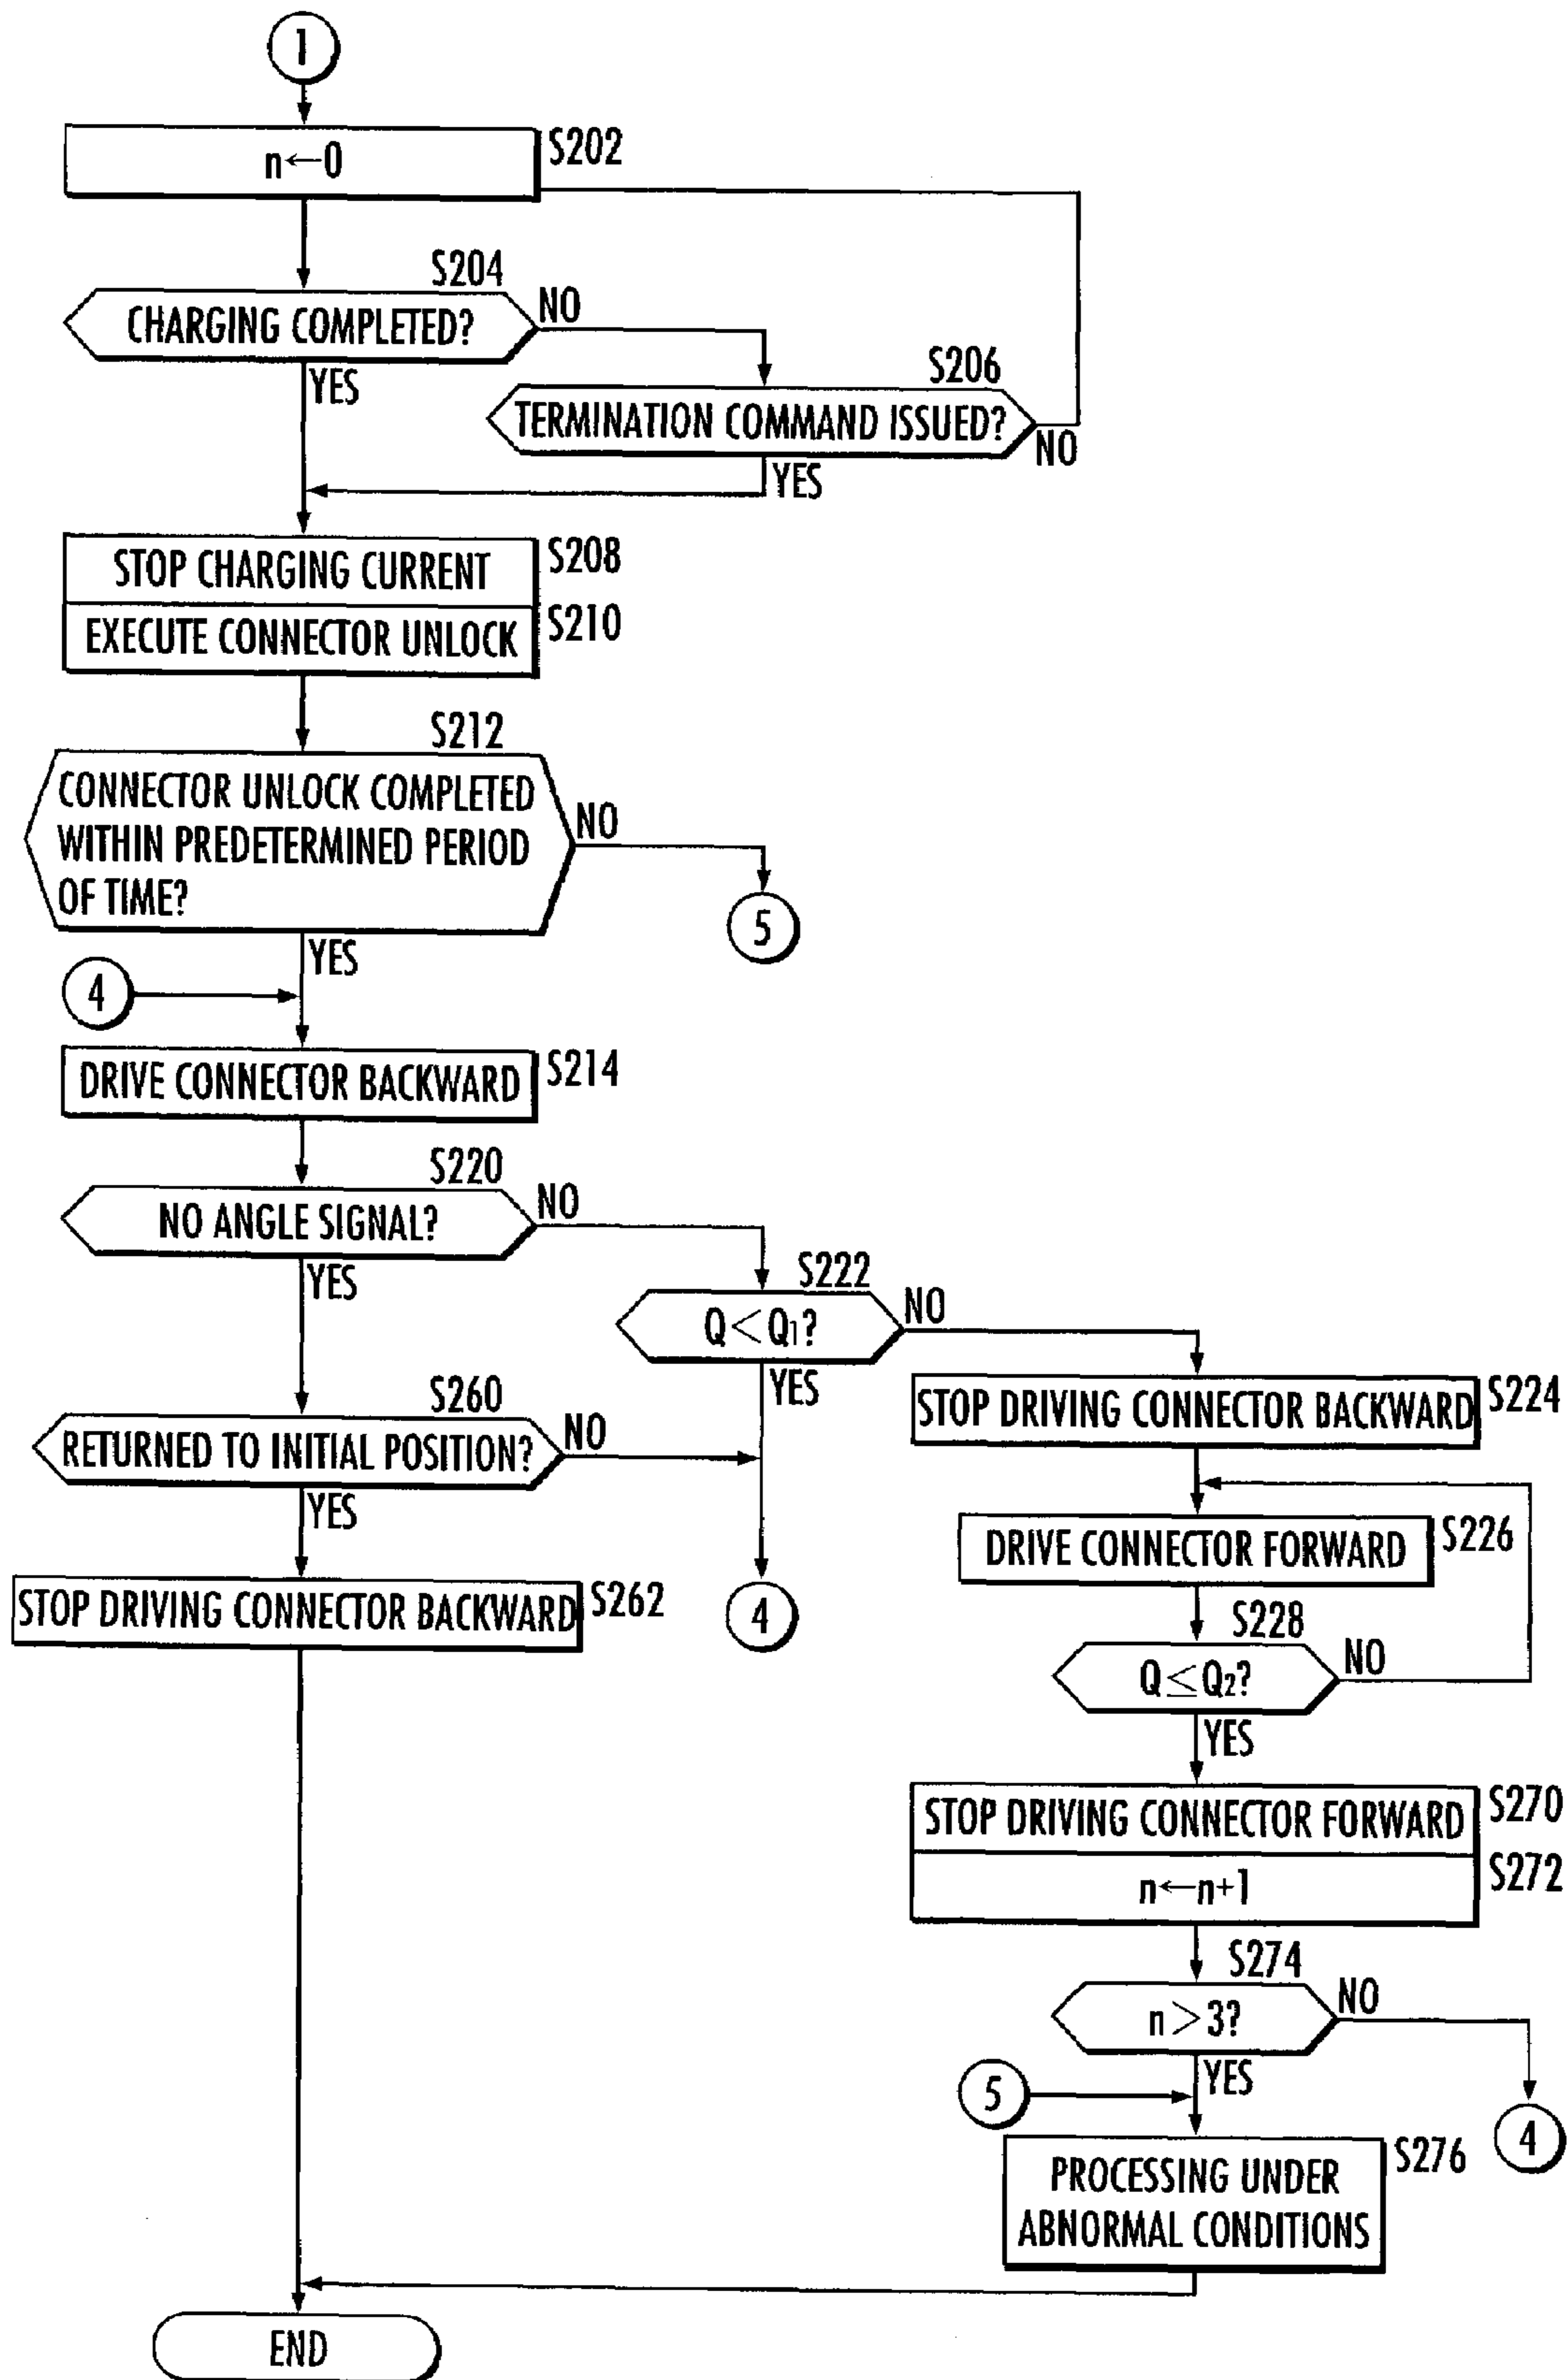 1
n←0
S202
S204
CHARGING COMPLETED?
NO
YES
S206
TERMINATION COMMAND ISSUED?
NO
YES
STOP CHARGING CURRENT
S208
EXECUTE CONNECTOR UNLOCK
S210
S212
CONNECTOR UNLOCK COMPLETED
WITHIN PREDETERMINED PERIOD
OF TIME?
NO
5
YES
4
DRIVE CONNECTOR BACKWARD
S214
S220
NO ANGLE SIGNAL?
NO
YES
S222
Q<Q1?
NO
YES
STOP DRIVING CONNECTOR BACKWARD
S224
S260
RETURNED TO INITIAL POSITION?
NO
YES
DRIVE CONNECTOR FORWARD
S226
STOP DRIVING CONNECTOR BACKWARD
S262
4
S228
Q≤Q2?
NO
YES
STOP DRIVING CONNECTOR FORWARD
S270
n←n+1
S272
S274
n>3?
NO
YES
5
4
PROCESSING UNDER
ABNORMAL CONDITIONS
S276
END